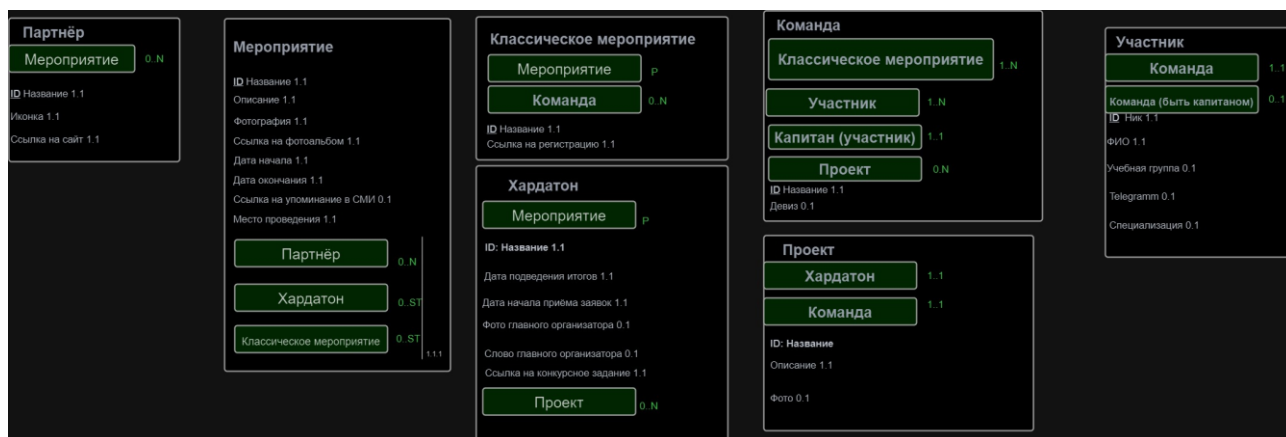 Партнёр
Мероприятие 0..N
ID Название 1.1
Иконка 1.1
Ссылка на сайт 1.1
Мероприятие
ID Название 1.1
Описание 1.1
Фотография 1.1
Ссылка на фотоальбом 1.1
Дата начала 1.1
Дата окончания 1.1
Ссылка на упоминание в СМИ 0.1
Место проведения 1.1
Партнёр 0..N
Хардатон 0..ST
Классическое мероприятие 0..ST
1.1.1
Классическое мероприятие
Мероприятие P
Команда 0..N
ID Название 1.1
Ссылка на регистрацию 1.1
Хардатон
Мероприятие P
ID: Название 1.1
Дата подведения итогов 1.1
Дата начала приёма заявок 1.1
Фото главного организатора 0.1
Слово главного организатора 0.1
Ссылка на конкурсное задание 1.1
Проект 0..N
Команда
Классическое мероприятие 1..N
Участник 1..N
Капитан (участник) 1..1
Проект 0.N
ID Название 1.1
Девиз 0.1
Проект
Хардатон 1..1
Команда 1..1
ID: Название
Описание 1.1
Фото 0.1
Участник
Команда 1..1
Команда (быть капитаном) 0..1
ID Ник 1.1
ФИО 1.1
Учебная группа 0.1
Telegramm 0.1
Специализация 0.1